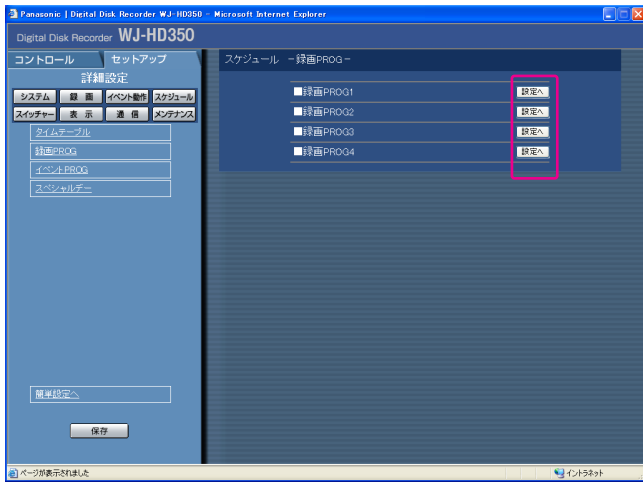 Panasonic | Digital Disk Recorder WJ-HD350 - Microsoft Internet Explorer
Digital Disk Recorder WJ-HD350
コントロール セットアップ
詳細設定
システム 録 画 イベント動作 スケジュール
スイッチャー 表 示 通 信 メンテナンス
タイムテーブル
録画PROG
イベントPROG
スペシャルデー
簡単設定へ
保存
スケジュール －録画PROG－
■録画PROG1 設定へ
■録画PROG2 設定へ
■録画PROG3 設定へ
■録画PROG4 設定へ
ページが表示されました イントラネット